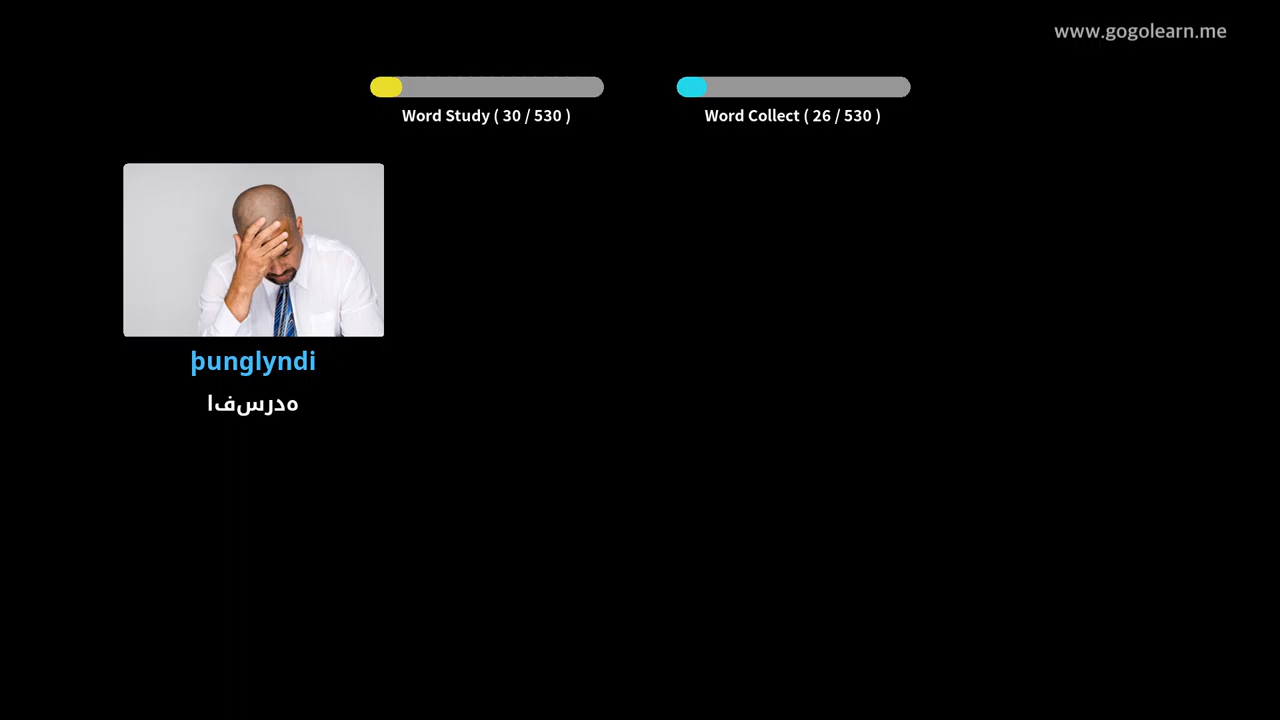 www.gogolearn.me
Word Study ( 30 / 530 )
Word Collect ( 26 / 530 )
þunglyndi
افسرده